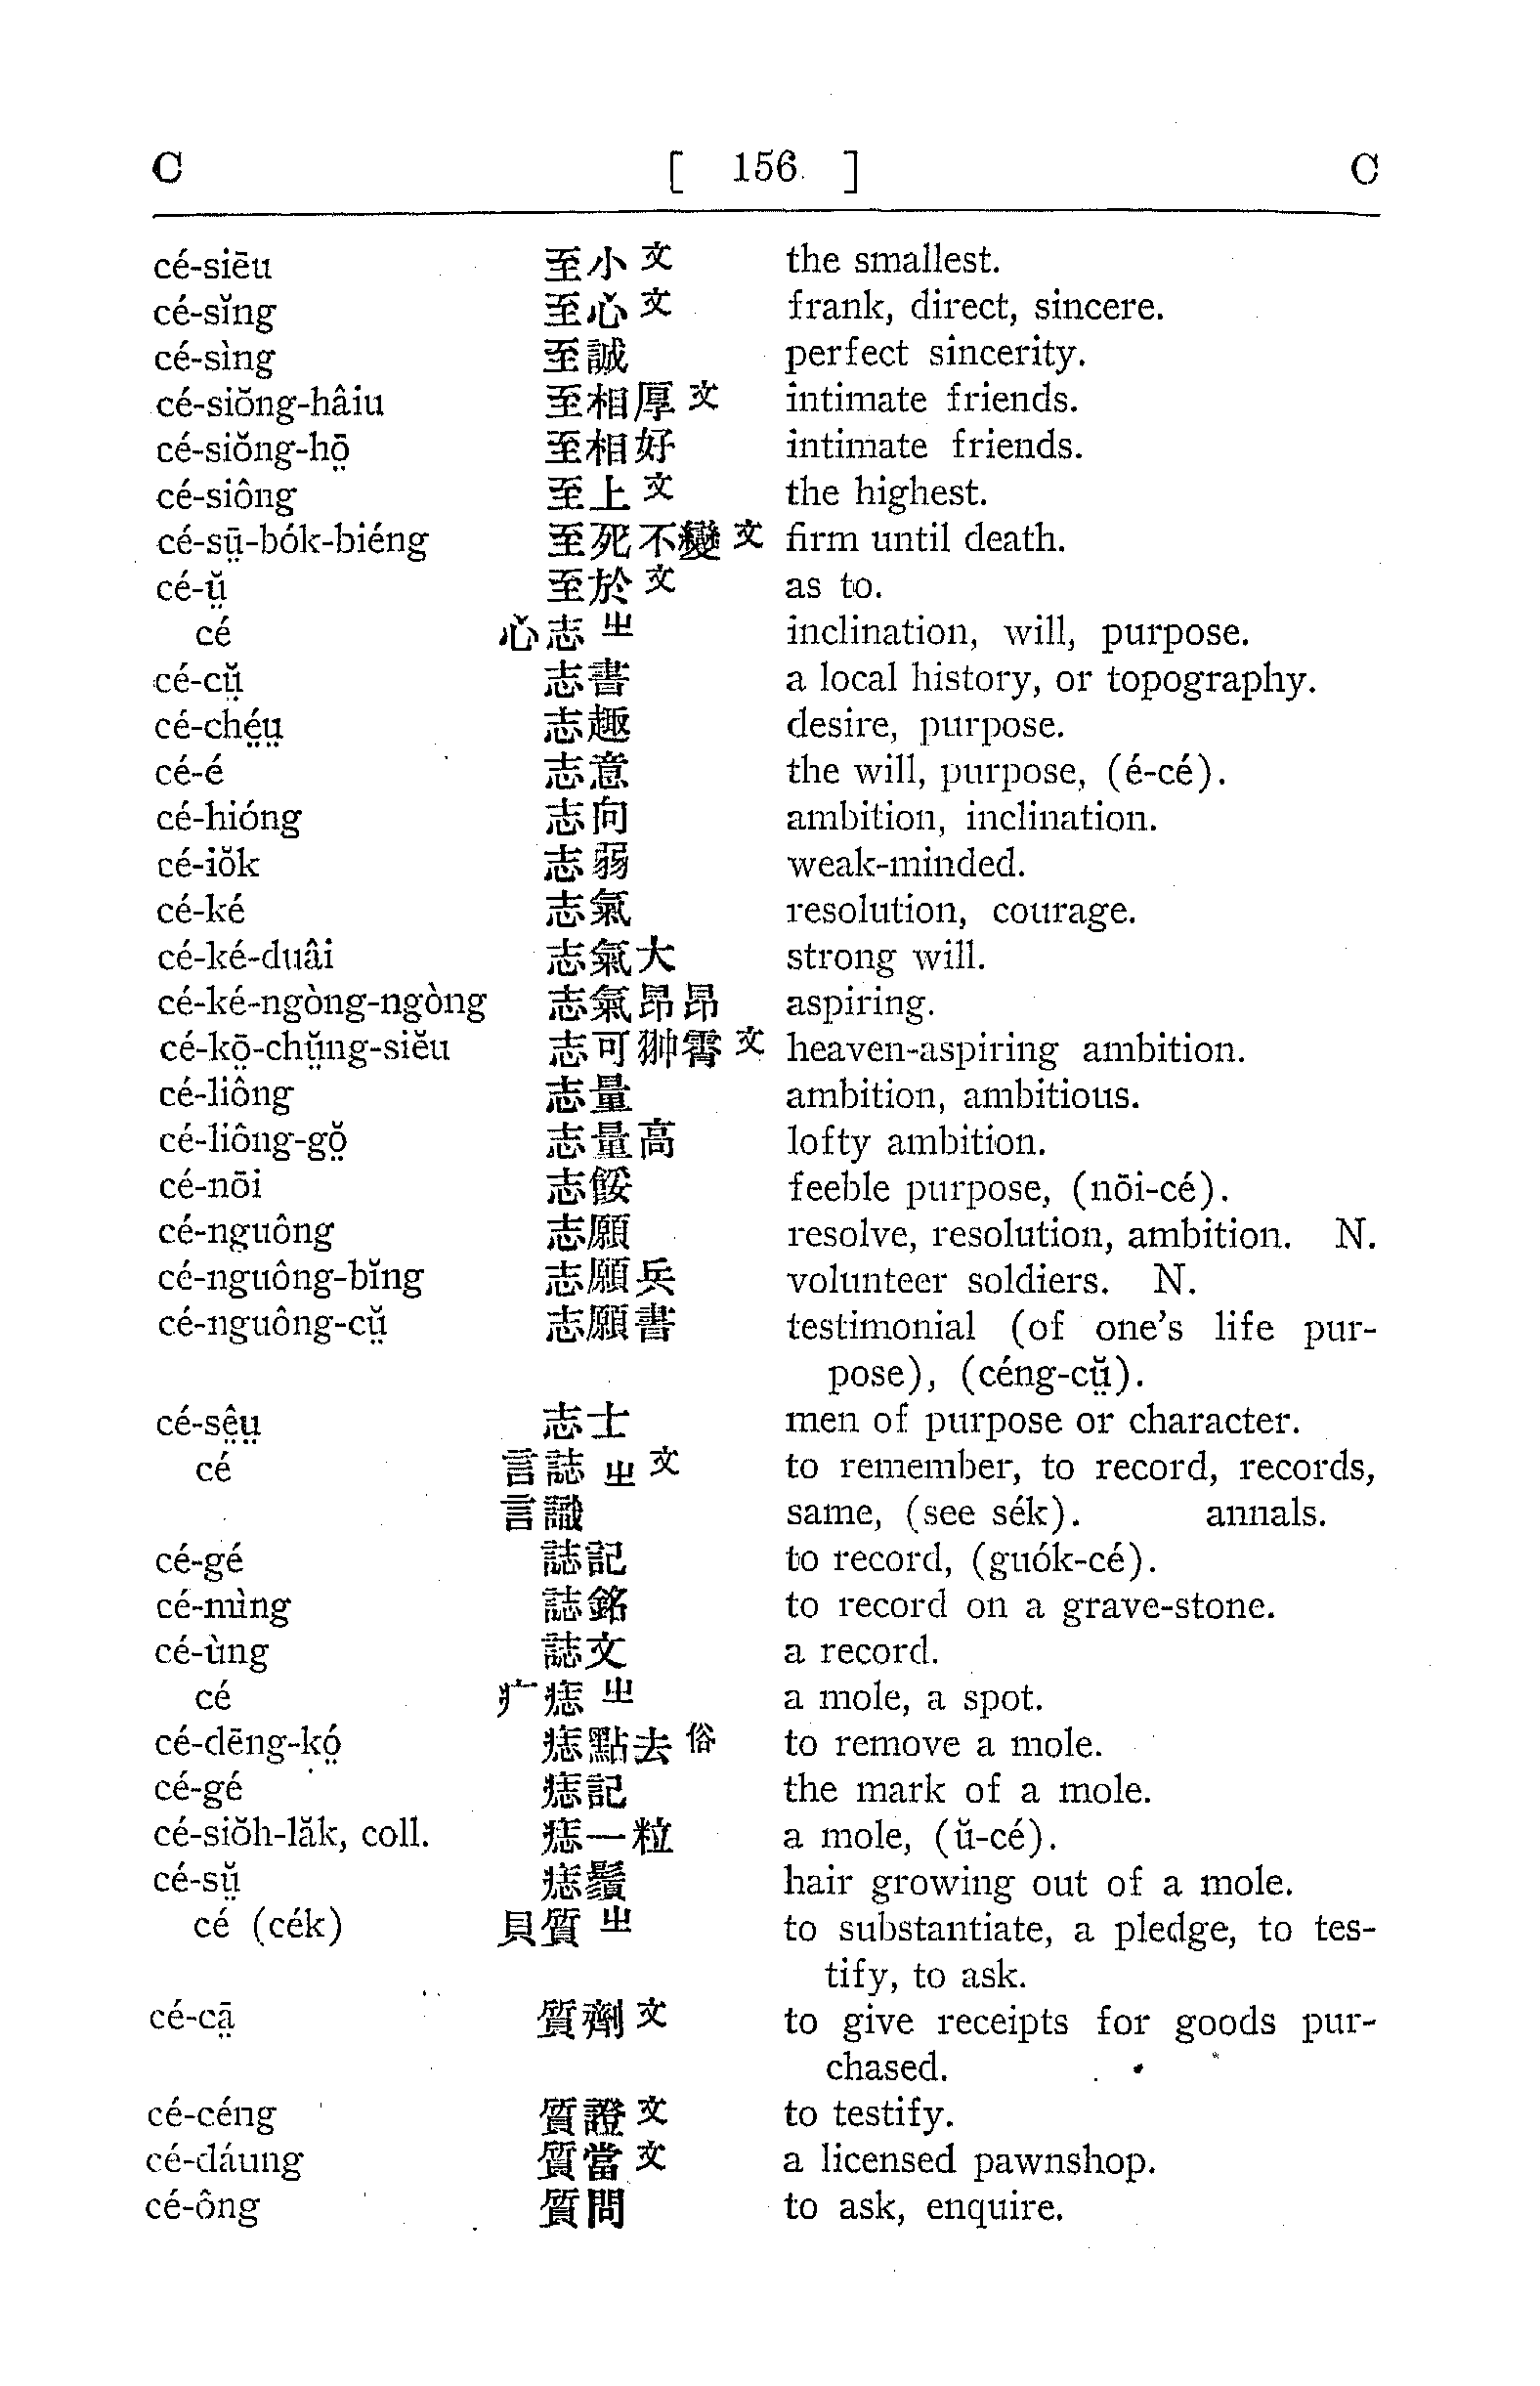 C [ 156 ] C
cé-siēu 至小文 the smallest.
cé-sĭng 至心文 frank, direct, sincere.
cé-sìng 至誠 perfect sincerity.
cé-siŏng-hâiu 至相厚文 intimate friends.
cé-siŏng-hō̤ 至相好 intimate friends.
cé-siông 至上文 the highest.
cé-sṳ̄-bók-biéng 至死不變文 firm until death.
cé-ṳ̆ 至於文 as to.
cé 心志㞢 inclination, will, purpose.
cé-cṳ̆ 志書 a local history, or topography.
cé-ché̤ṳ 志趣 desire, purpose.
cé-é 志意 the will, purpose, (é-cé).
cé-hióng 志向 ambition, inclination.
cé-iŏk 志弱 weak-minded.
cé-ké 志氣 resolution, courage.
cé-ké-duâi 志氣大 strong will.
cé-ké-ngòng-ngòng 志氣昂昂 aspiring.
cé-kō̤-chṳ̆ng-siĕu 志可翀霄文 heaven-aspiring ambition.
cé-liông 志量 ambition, ambitious.
cé-liông-gŏ̤ 志量高 lofty ambition.
cé-nōi 志餒 feeble purpose, (nōi-cé).
cé-nguông 志願 resolve, resolution, ambition. N.
cé-nguông-bĭng 志願兵 volunteer soldiers. N.
cé-nguông-cṳ̆ 志願書 testimonial (of one's life pur-
pose), (céng-cṳ̆).
cé-sê̤ṳ 志士 men of purpose or character.
cé 言誌㞢文 to remember, to record, records,
言識 same, (see sék). annals.
cé-gé 誌記 to record, (guók-cé).
cé-mìng 誌銘 to record on a grave-stone.
cé-ùng 誌文 a record.
cé 疒痣㞢 a mole, a spot.
cé-dēng-kó̤ 痣點去俗 to remove a mole.
cé-gé 痣記 the mark of a mole.
cé-siŏh-lăk, coll. 痣一粒 a mole, (ŭ-cé).
cé-sṳ̆ 痣鬚 hair growing out of a mole.
cé (cék) 貝質㞢 to substantiate, a pledge, to tes-
tify, to ask.
cé-cā̤ 質劑文 to give receipts for goods pur-
chased.
cé-céng 質證文 to testify.
cé-dáung 質當文 a licensed pawnshop.
cé-ông 質問 to ask, enquire.